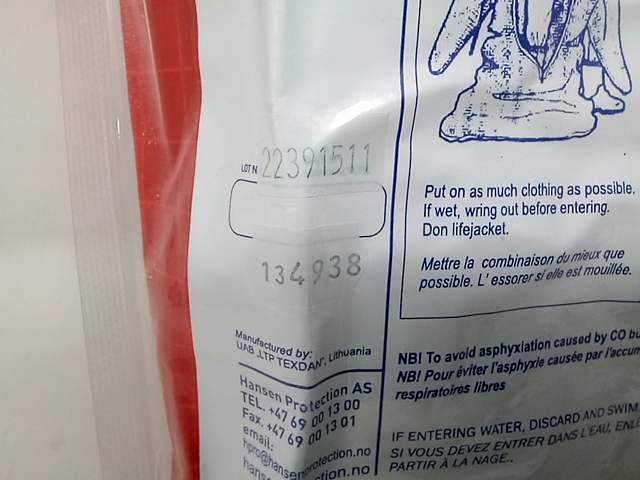 LOT N 22391511
134938
Manufactured by:
UAB „LTP TEXDAN", Lithuania
Hansen Protection AS
TEL. +47 69 00 13 00
Fax. +47 69 00 13 01
email:
hpro@hansenprotection.no
Put on as much clothing as possible.
If wet, wring out before entering.
Don lifejacket.
Mettre la combinaison du mieux que
possible. L' essorer si elle est mouillée.
NB! To avoid asphyxiation caused by CO
NB! Pour éviter l'asphyxie causée par
respiratoires libres
IF ENTERING WATER, DISCARD AND SWIM
SI VOUS DEVEZ ENTRER DANS L'EAU,
PARTIR À LA NAGE..